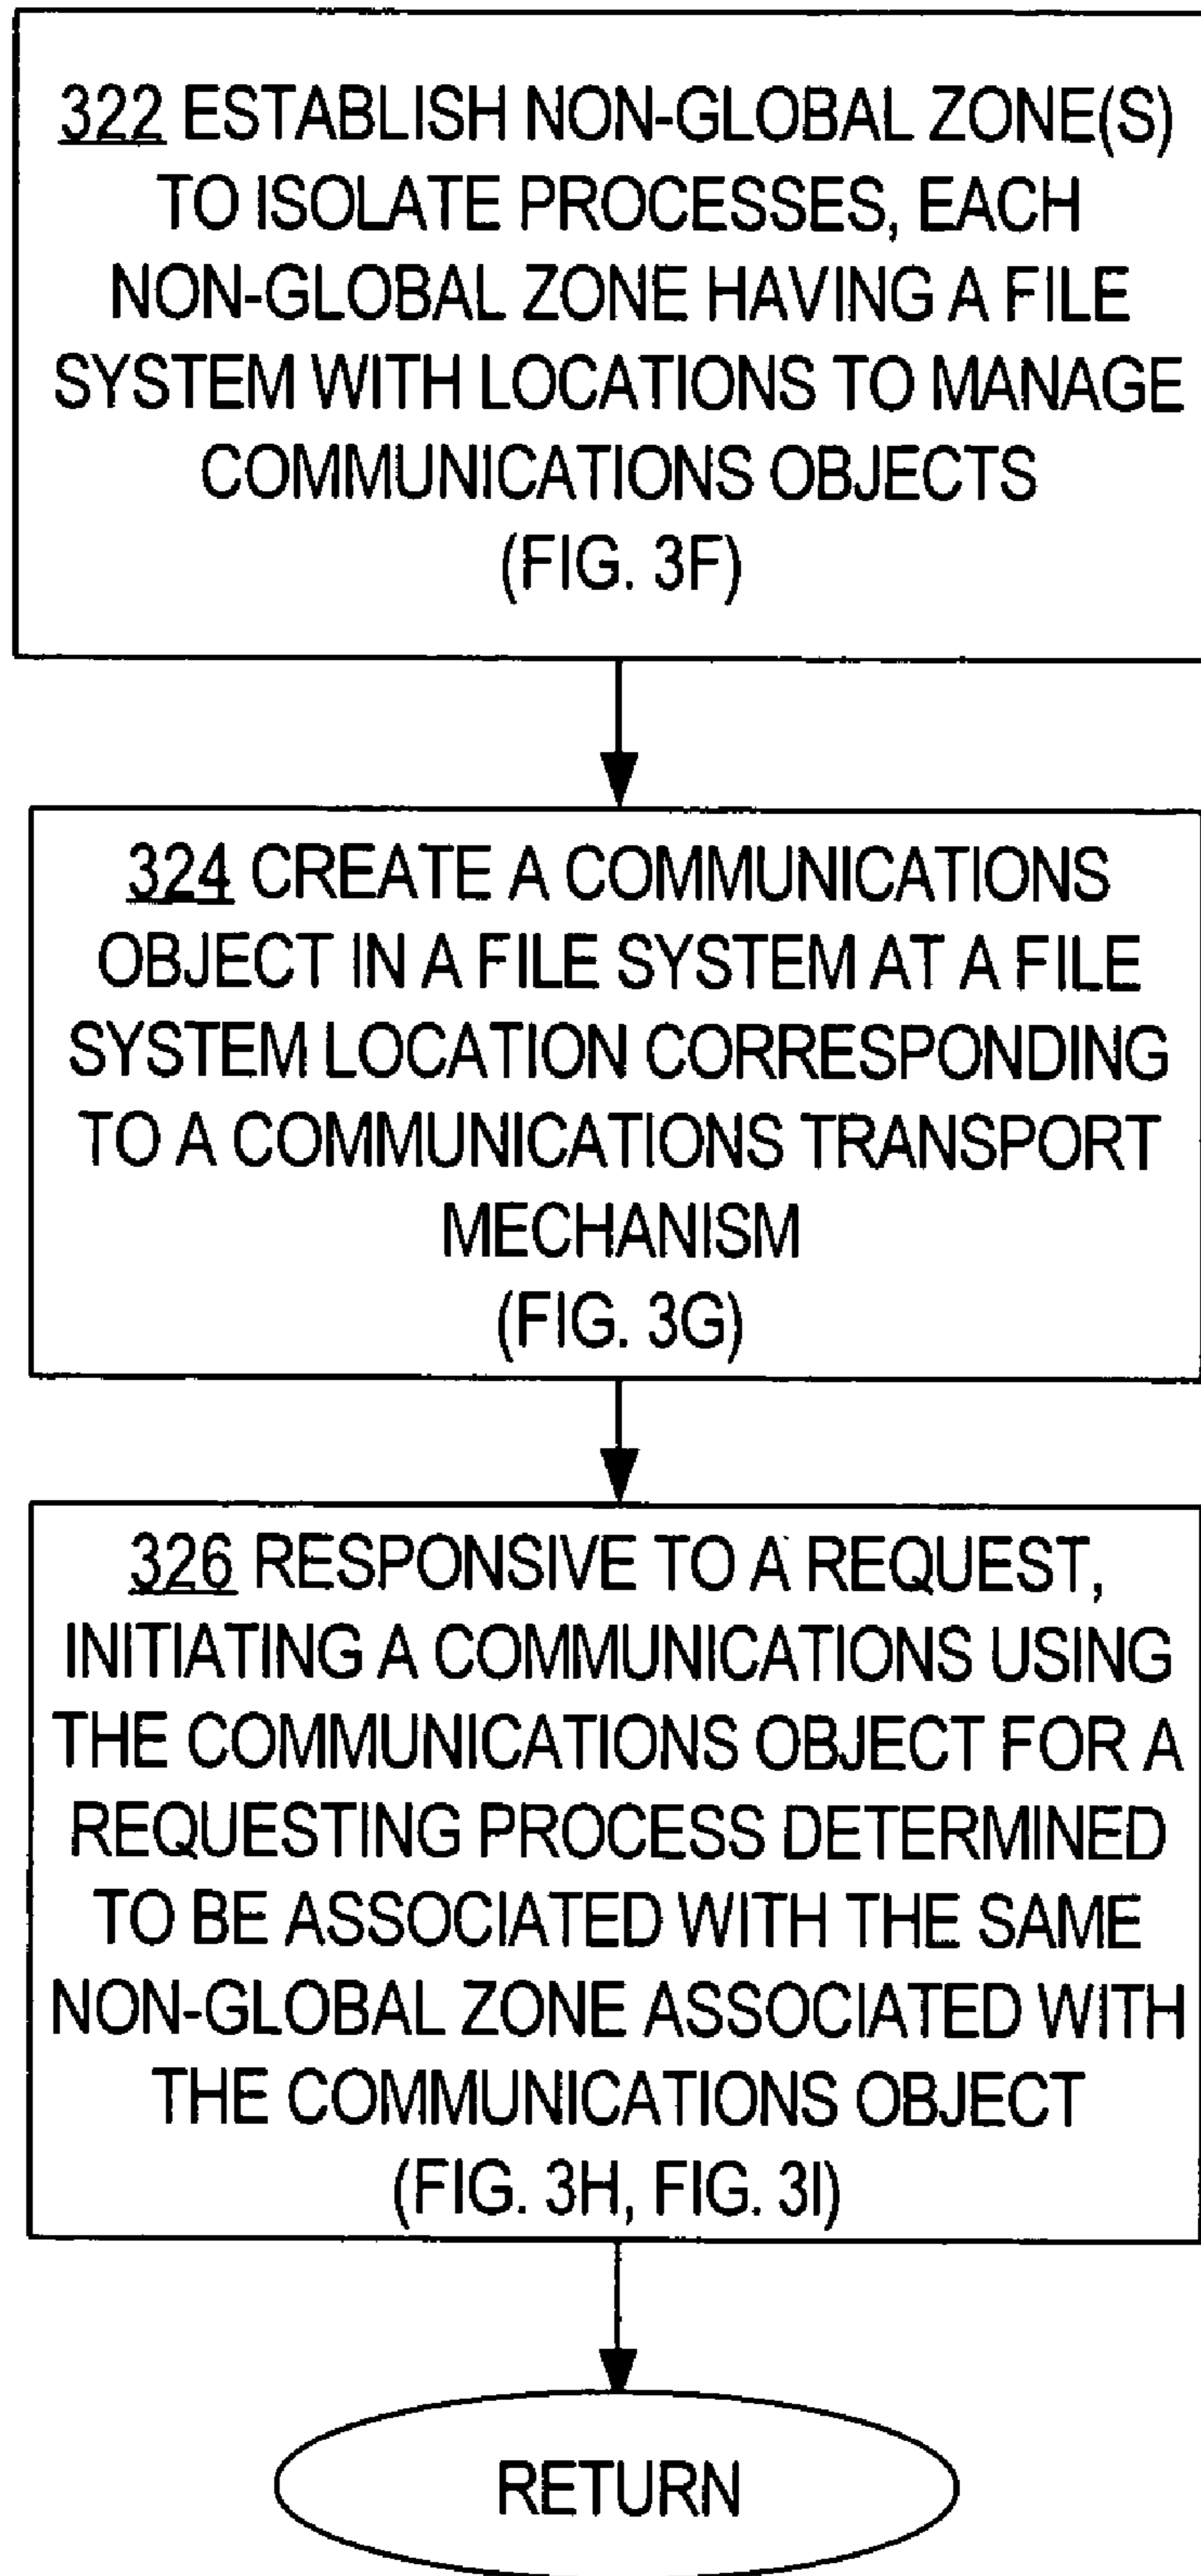 322 ESTABLISH NON-GLOBAL ZONE(S)
TO ISOLATE PROCESSES, EACH
NON-GLOBAL ZONE HAVING A FILE
SYSTEM WITH LOCATIONS TO MANAGE
COMMUNICATIONS OBJECTS
(FIG. 3F)
324 CREATE A COMMUNICATIONS
OBJECT IN A FILE SYSTEM AT A FILE
SYSTEM LOCATION CORRESPONDING
TO A COMMUNICATIONS TRANSPORT
MECHANISM
(FIG. 3G)
326 RESPONSIVE TO A REQUEST,
INITIATING A COMMUNICATIONS USING
THE COMMUNICATIONS OBJECT FOR A
REQUESTING PROCESS DETERMINED
TO BE ASSOCIATED WITH THE SAME
NON-GLOBAL ZONE ASSOCIATED WITH
THE COMMUNICATIONS OBJECT
(FIG. 3H, FIG. 3I)
RETURN